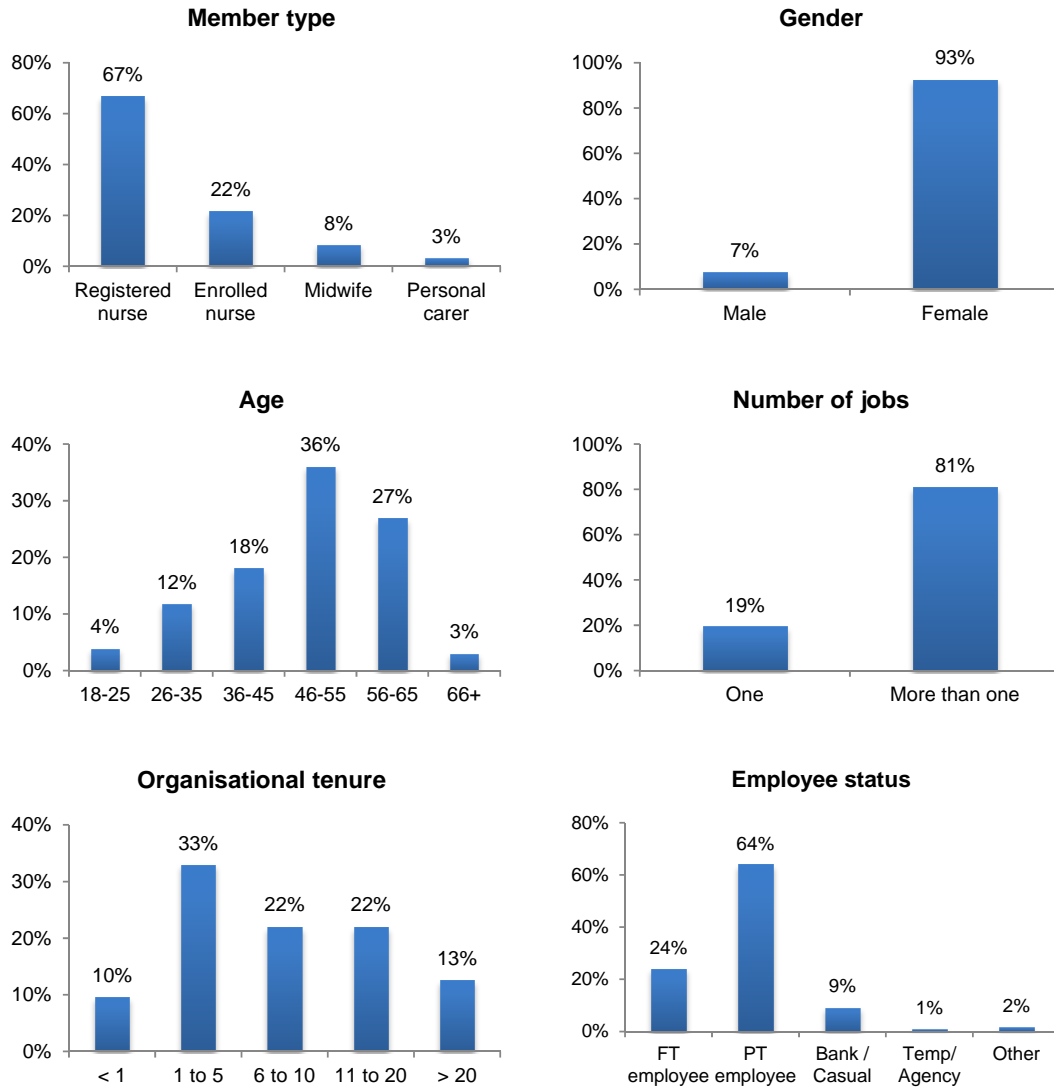 Member type
80%
60%
40%
20%
0%
67%
22%
8%
3%
Registered
nurse
Enrolled
nurse
Midwife
Personal
carer
Gender
100%
80%
60%
40%
20%
0%
7%
93%
Male
Female
Age
40%
30%
20%
10%
0%
4%
12%
18%
36%
27%
3%
18-25
26-35
36-45
46-55
56-65
66+
Number of jobs
100%
80%
60%
40%
20%
0%
19%
81%
One
More than one
Organisational tenure
40%
30%
20%
10%
0%
10%
33%
22%
22%
13%
< 1
1 to 5
6 to 10
11 to 20
> 20
Employee status
80%
60%
40%
20%
0%
24%
64%
9%
1%
2%
FT
employee
PT
employee
Bank /
Casual
Temp/
Agency
Other